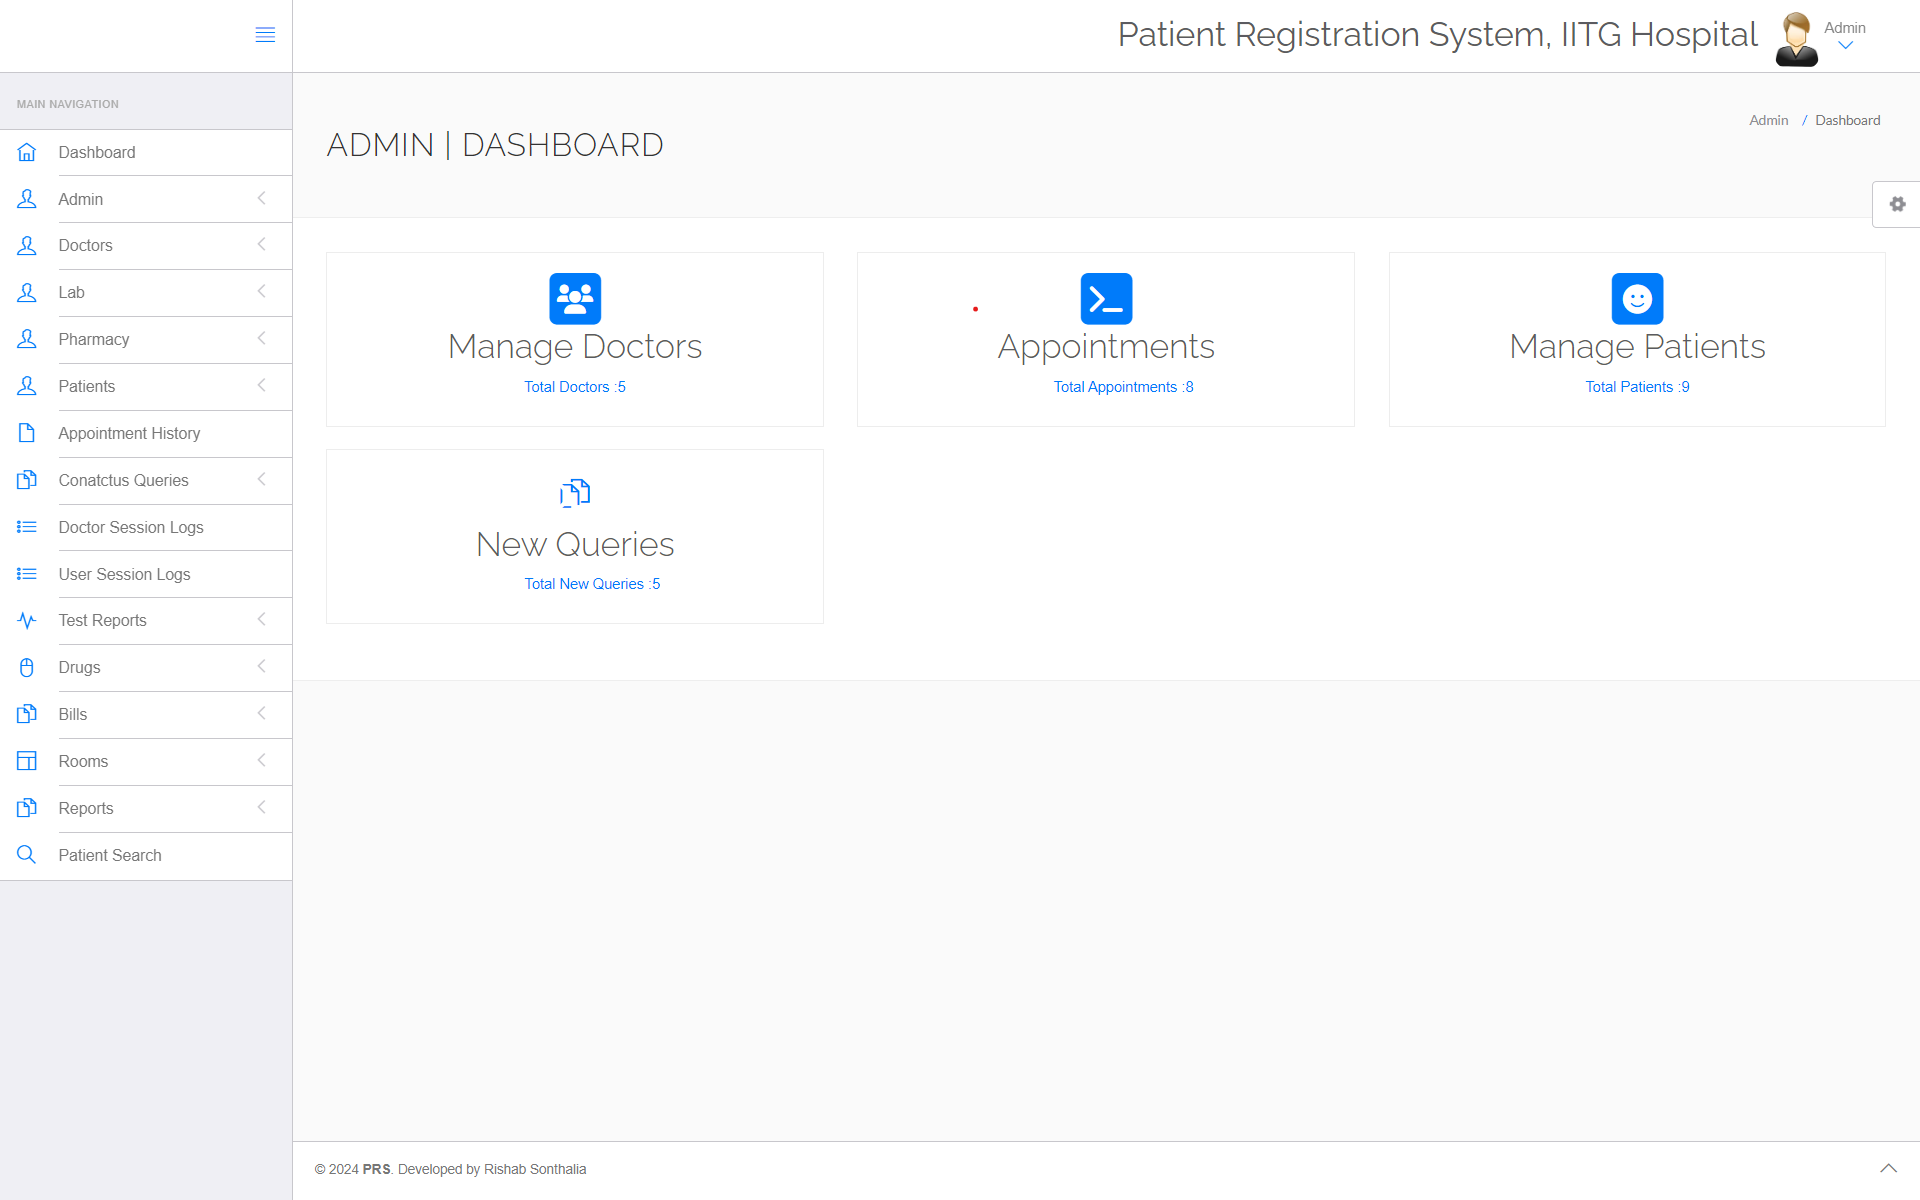 Patient Registration System, IITG Hospital
Admin
MAIN NAVIGATION
Dashboard
Admin
Doctors
Lab
Pharmacy
Patients
Appointment History
Conatctus Queries
Doctor Session Logs
User Session Logs
Test Reports
Drugs
Bills
Rooms
Reports
Patient Search
ADMIN | DASHBOARD
Admin / Dashboard
Manage Doctors
Total Doctors :5
Appointments
Total Appointments :8
Manage Patients
Total Patients :9
New Queries
Total New Queries :5
© 2024 PRS. Developed by Rishab Sonthalia